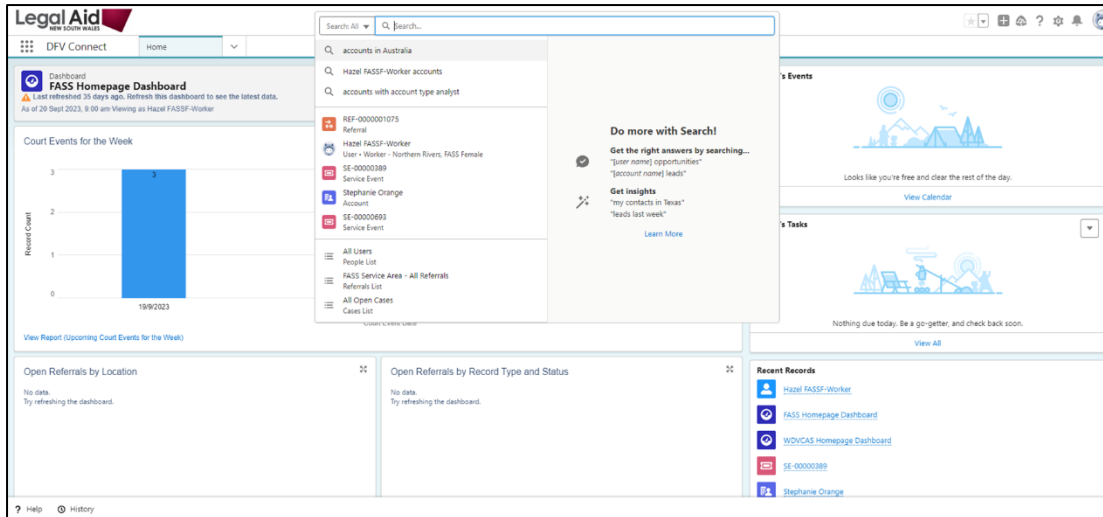 Legal Aid
NEW SOUTH WALES
Search: All
Search...
DFV Connect
Home
accounts in Australia
Hazel FASSF-Worker accounts
accounts with account type analyst
REF-0000001075
Referral
Hazel FASSF-Worker
User • Worker - Northern Rivers, FASS Female
SE-00000389
Service Event
Stephanie Orange
Account
SE-00000693
Service Event
All Users
People List
FASS Service Area - All Referrals
Referrals List
All Open Cases
Cases List
Do more with Search!
Get the right answers by searching...
"[user name] opportunities"
"[account name] leads"
Get insights
"my contacts in Texas"
"leads last week"
Learn More
Dashboard
FASS Homepage Dashboard
Last refreshed 35 days ago. Refresh this dashboard to see the latest data.
As of 20 Sept 2023, 9:00 am Viewing as Hazel FASSF-Worker
Court Events for the Week
Record Count
3
2
1
0
3
19/9/2023
Court Event Date
View Report (Upcoming Court Events for the Week)
Open Referrals by Location
No data.
Try refreshing the dashboard.
Open Referrals by Record Type and Status
No data.
Try refreshing the dashboard.
's Events
Looks like you're free and clear the rest of the day.
View Calendar
's Tasks
Nothing due today. Be a go-getter, and check back soon.
View All
Recent Records
Hazel FASSF-Worker
FASS Homepage Dashboard
WDVCAS Homepage Dashboard
SE-00000389
Stephanie Orange
? Help
History